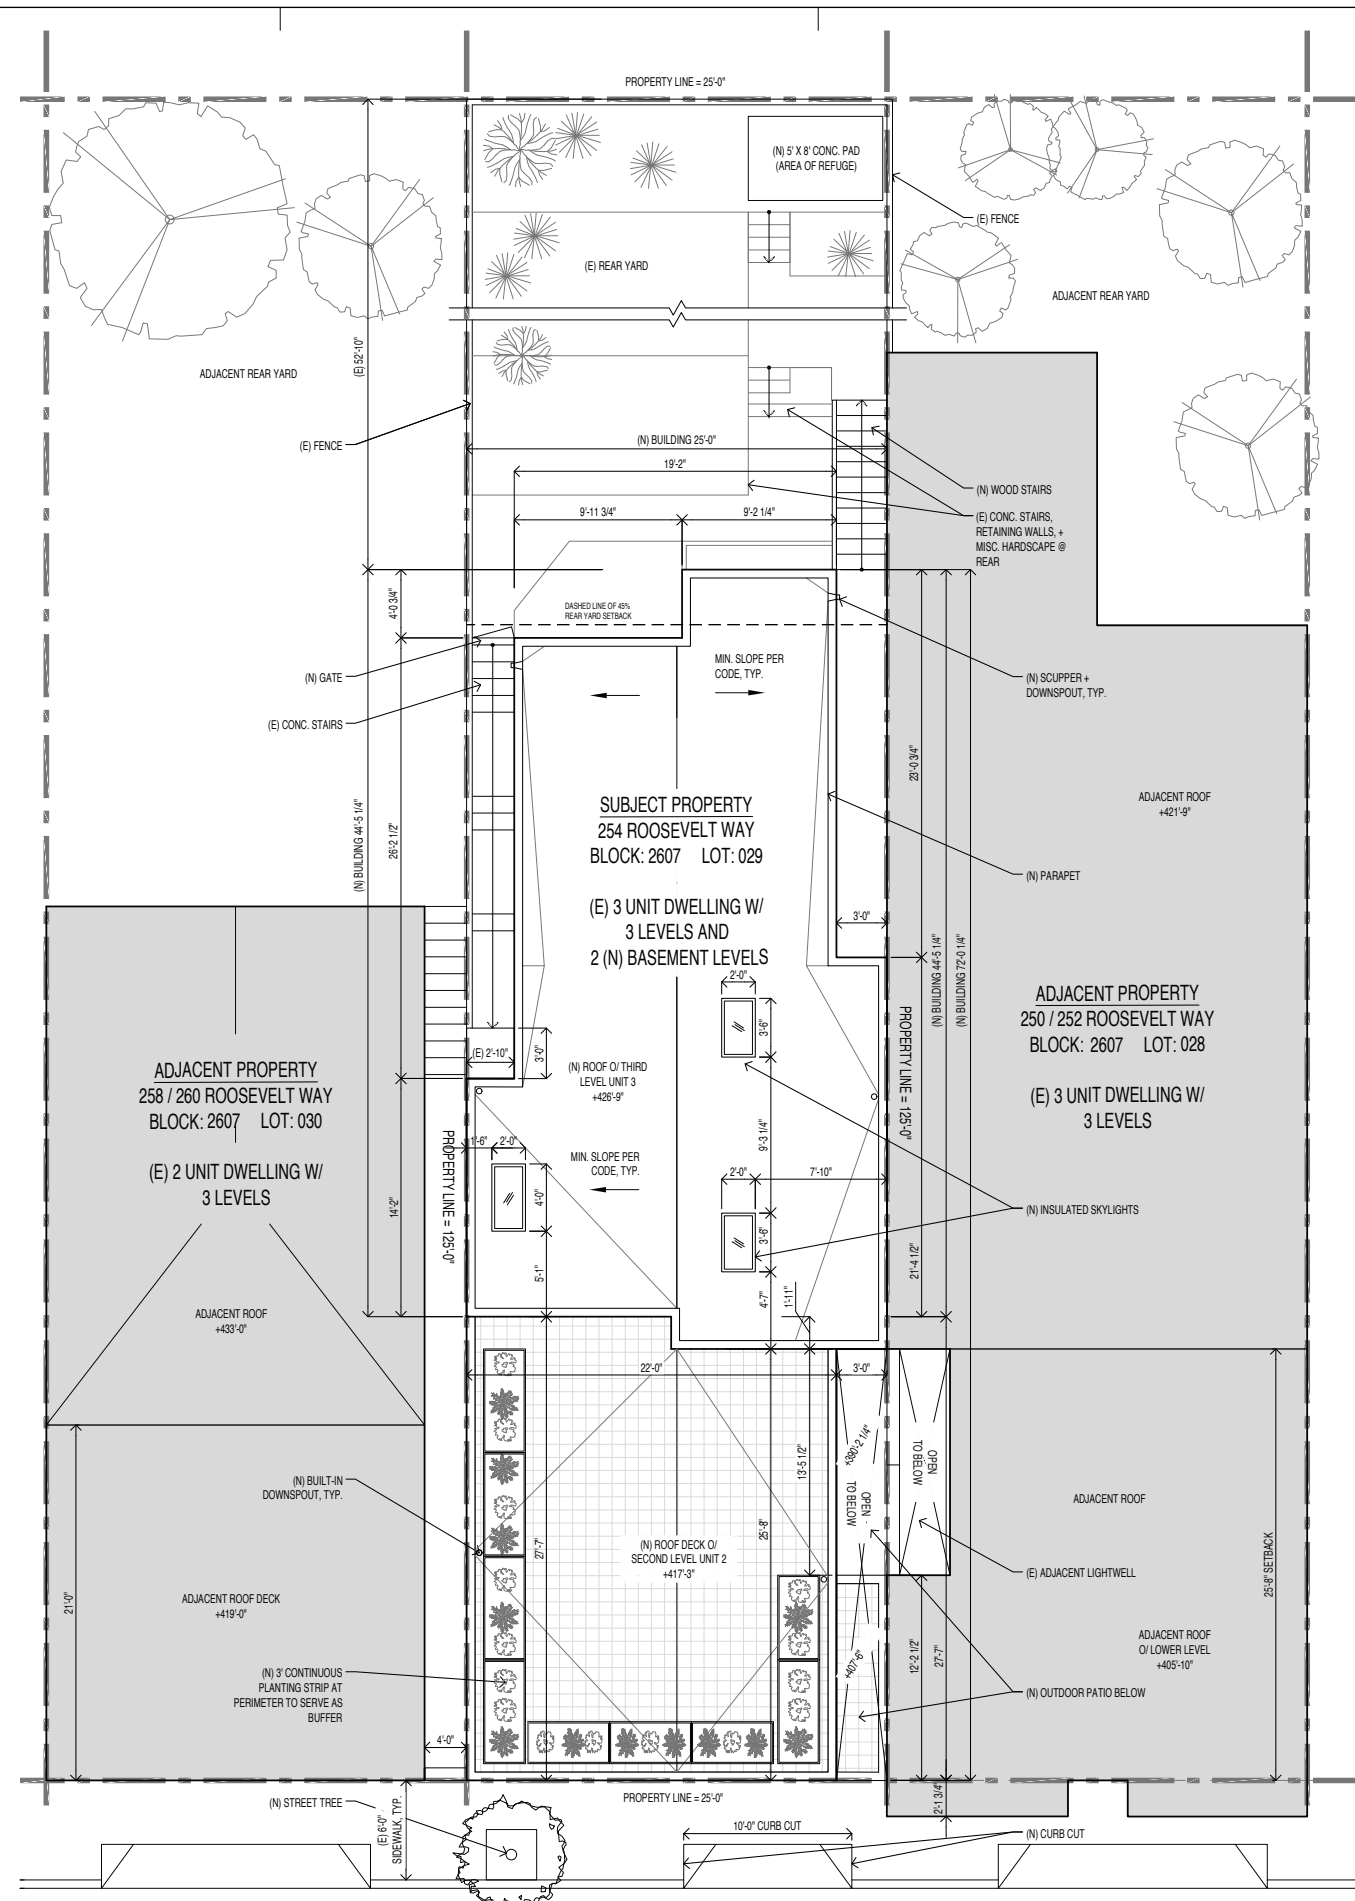 PROPERTY LINE = 25'-0"
(N) 5' X 8' CONC. PAD
(AREA OF REFUGE)
(E) FENCE
(E) REAR YARD
ADJACENT REAR YARD
(E) 52'-10"
ADJACENT REAR YARD
(E) FENCE
(N) BUILDING 25'-0"
19'-2"
9'-11 3/4"
9'-2 1/4"
(N) WOOD STAIRS
(E) CONC. STAIRS,
RETAINING WALLS, +
MISC. HARDSCAPE @
REAR
4'-0 3/4"
DASHED LINE OF 45%
REAR YARD SETBACK
(N) GATE
(E) CONC. STAIRS
MIN. SLOPE PER
CODE, TYP.
(N) SCUPPER +
DOWNSPOUT, TYP.
23'-0 3/4"
(N) BUILDING 44'-5 1/4"
26'-2 1/2"
SUBJECT PROPERTY
254 ROOSEVELT WAY
BLOCK: 2607 LOT: 029
(E) 3 UNIT DWELLING W/
3 LEVELS AND
2 (N) BASEMENT LEVELS
ADJACENT ROOF
+421'-9"
(N) PARAPET
3'-0"
(N) BUILDING 44'-5 1/4"
(N) BUILDING 72'-0 1/4"
2'-0"
3'-6"
PROPERTY LINE = 125'-0"
ADJACENT PROPERTY
250 / 252 ROOSEVELT WAY
BLOCK: 2607 LOT: 028
(E) 3 UNIT DWELLING W/
3 LEVELS
ADJACENT PROPERTY
258 / 260 ROOSEVELT WAY
BLOCK: 2607 LOT: 030
(E) 2 UNIT DWELLING W/
3 LEVELS
(E) 2'-10"
3'-0"
(N) ROOF O/ THIRD
LEVEL UNIT 3
+426'-9"
9'-3 1/4"
PROPERTY LINE = 125'-0"
1'-6"
2'-0"
MIN. SLOPE PER
CODE, TYP.
2'-0"
7'-10"
4'-0"
14'-2"
3'-6"
(N) INSULATED SKYLIGHTS
5'-1"
4'-7"
1'-11"
21'-4 1/2"
ADJACENT ROOF
+433'-0"
22'-0"
3'-0"
+390'-2 1/4"
OPEN
TO BELOW
OPEN
TO BELOW
13'-5 1/2"
(N) BUILT-IN
DOWNSPOUT, TYP.
ADJACENT ROOF
27'-7"
25'-8"
(N) ROOF DECK O/
SECOND LEVEL UNIT 2
+417'-3"
25'-8" SETBACK
(E) ADJACENT LIGHTWELL
21'-0"
ADJACENT ROOF DECK
+419'-0"
ADJACENT ROOF
O/ LOWER LEVEL
+405'-10"
12'-2 1/2"
27'-7"
+407'-6"
(N) 3' CONTINUOUS
PLANTING STRIP AT
PERIMETER TO SERVE AS
BUFFER
(N) OUTDOOR PATIO BELOW
4'-0"
PROPERTY LINE = 25'-0"
(N) STREET TREE
(E) 6'-0"
SIDEWALK, TYP.
2'-1 3/4"
10'-0" CURB CUT
(N) CURB CUT